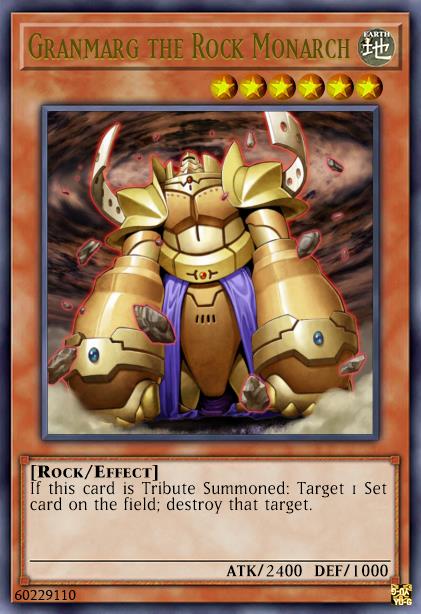 Granmarg the Rock Monarch
EARTH
地
[Rock/Effect]
If this card is Tribute Summoned: Target 1 Set
card on the field; destroy that target.
ATK/2400 DEF/1000
60229110